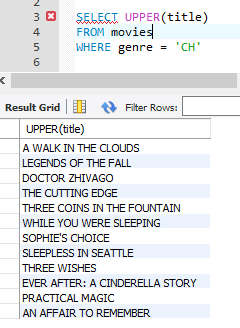 3 SELECT UPPER(title)
4 FROM movies
5 WHERE genre = 'CH'
6
Result Grid Filter Rows:
UPPER(title)
A WALK IN THE CLOUDS
LEGENDS OF THE FALL
DOCTOR ZHIVAGO
THE CUTTING EDGE
THREE COINS IN THE FOUNTAIN
WHILE YOU WERE SLEEPING
SOPHIE'S CHOICE
SLEEPLESS IN SEATTLE
THREE WISHES
EVER AFTER: A CINDERELLA STORY
PRACTICAL MAGIC
AN AFFAIR TO REMEMBER